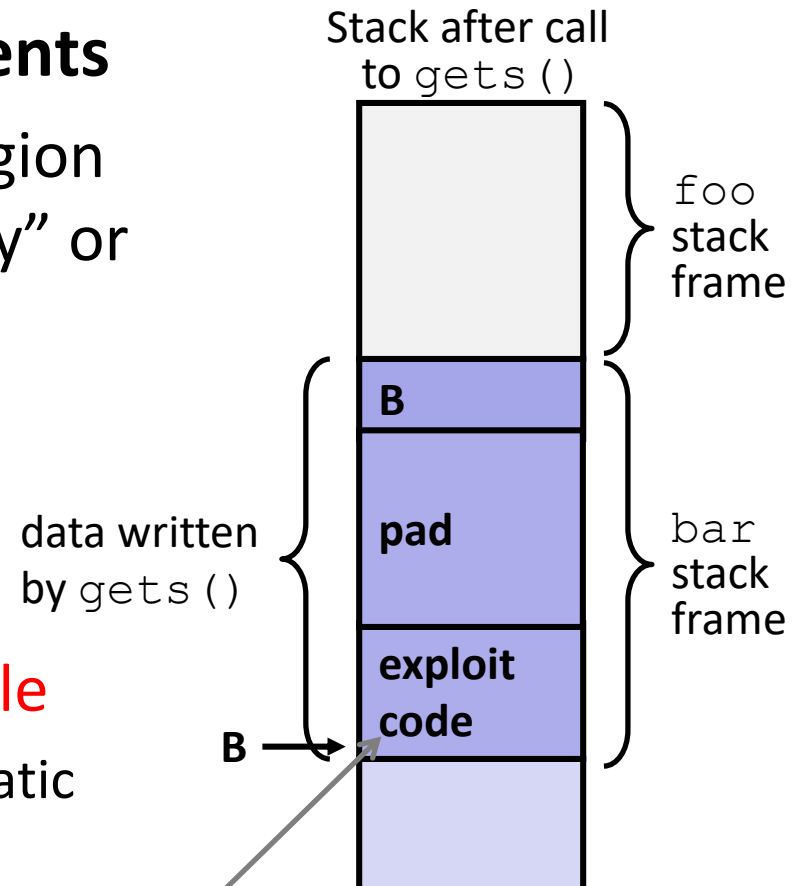 ents
gion
y” or
le
atic
Stack after call
to gets()
foo
stack
frame
B
pad
exploit
code
data written
by gets()
B
bar
stack
frame